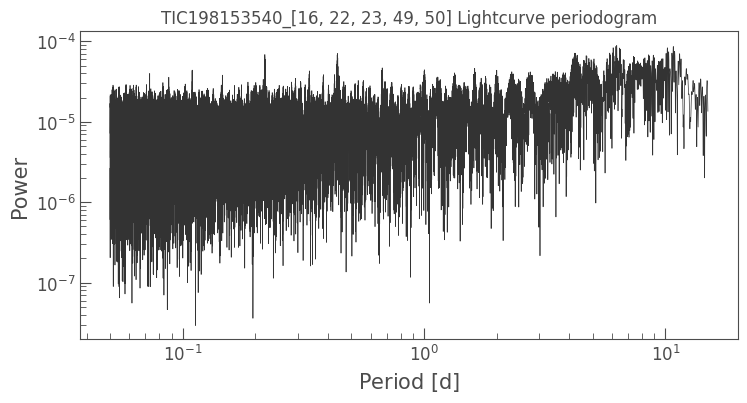 TIC198153540_[16, 22, 23, 49, 50] Lightcurve periodogram
10⁻⁴
10⁻⁵
10⁻⁶
10⁻⁷
Power
10⁻¹ 10⁰ 10¹
Period [d]